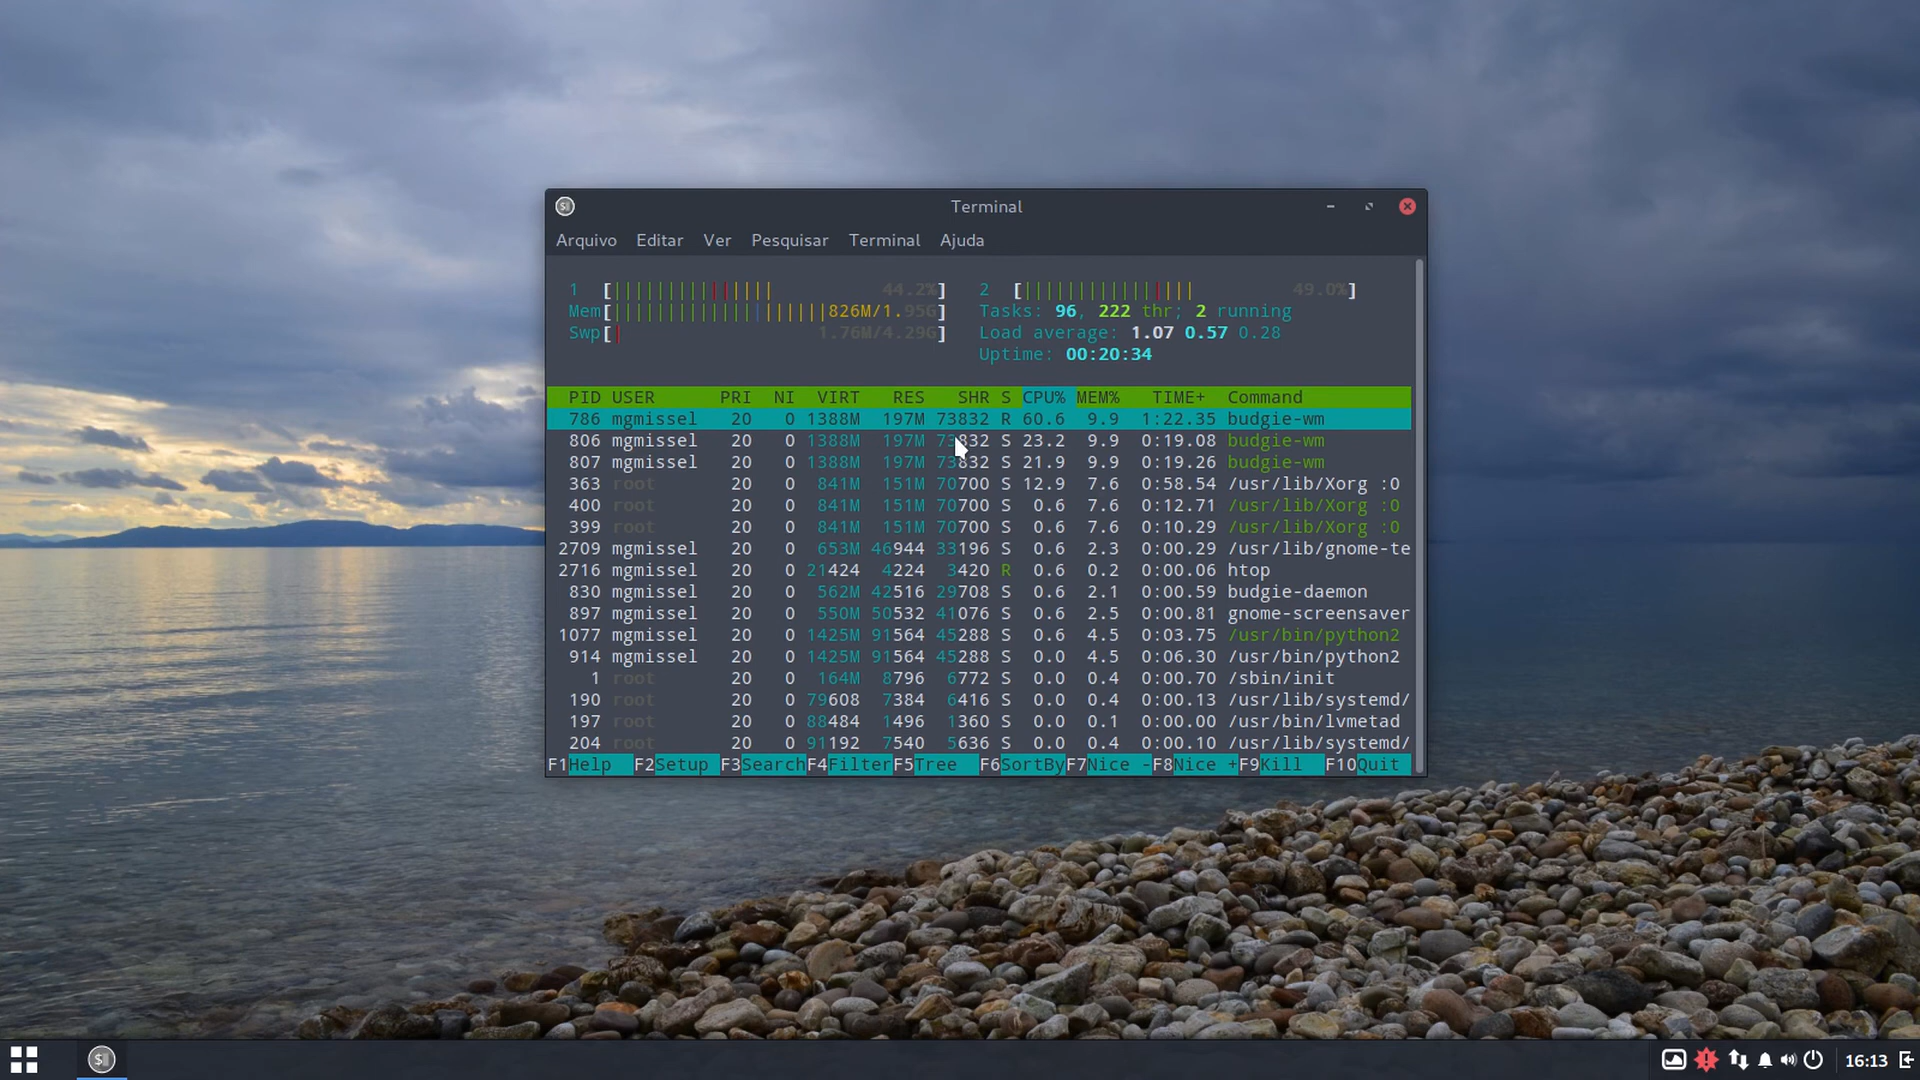 Terminal
Arquivo Editar Ver Pesquisar Terminal Ajuda
1 [|||||||||||||||| 44.2%] 2 [||||||||||||||||| 49.0%]
Mem[||||||||||||||||||||826M/1.95G] Tasks: 96, 222 thr; 2 running
Swp[| 1.76M/4.29G] Load average: 1.07 0.57 0.28
Uptime: 00:20:34
PID USER PRI NI VIRT RES SHR S CPU% MEM% TIME+ Command
786 mgmissel 20 0 1388M 197M 73832 R 60.6 9.9 1:22.35 budgie-wm
806 mgmissel 20 0 1388M 197M 73832 S 23.2 9.9 0:19.08 budgie-wm
807 mgmissel 20 0 1388M 197M 73832 S 21.9 9.9 0:19.26 budgie-wm
363 root 20 0 841M 151M 70700 S 12.9 7.6 0:58.54 /usr/lib/Xorg :0
400 root 20 0 841M 151M 70700 S 0.6 7.6 0:12.71 /usr/lib/Xorg :0
399 root 20 0 841M 151M 70700 S 0.6 7.6 0:10.29 /usr/lib/Xorg :0
2709 mgmissel 20 0 653M 46944 33196 S 0.6 2.3 0:00.29 /usr/lib/gnome-te
2716 mgmissel 20 0 21424 4224 3420 R 0.6 0.2 0:00.06 htop
830 mgmissel 20 0 562M 42516 29708 S 0.6 2.1 0:00.59 budgie-daemon
897 mgmissel 20 0 550M 50532 41076 S 0.6 2.5 0:00.81 gnome-screensaver
1077 mgmissel 20 0 1425M 91564 45288 S 0.6 4.5 0:03.75 /usr/bin/python2
914 mgmissel 20 0 1425M 91564 45288 S 0.0 4.5 0:06.30 /usr/bin/python2
1 root 20 0 164M 8796 6772 S 0.0 0.4 0:00.70 /sbin/init
190 root 20 0 79608 7384 6416 S 0.0 0.4 0:00.13 /usr/lib/systemd/
197 root 20 0 88484 1496 1360 S 0.0 0.1 0:00.00 /usr/bin/lvmetad
204 root 20 0 91192 7540 5636 S 0.0 0.4 0:00.10 /usr/lib/systemd/
F1Help F2Setup F3SearchF4FilterF5Tree F6SortByF7Nice -F8Nice +F9Kill F10Quit
16:13